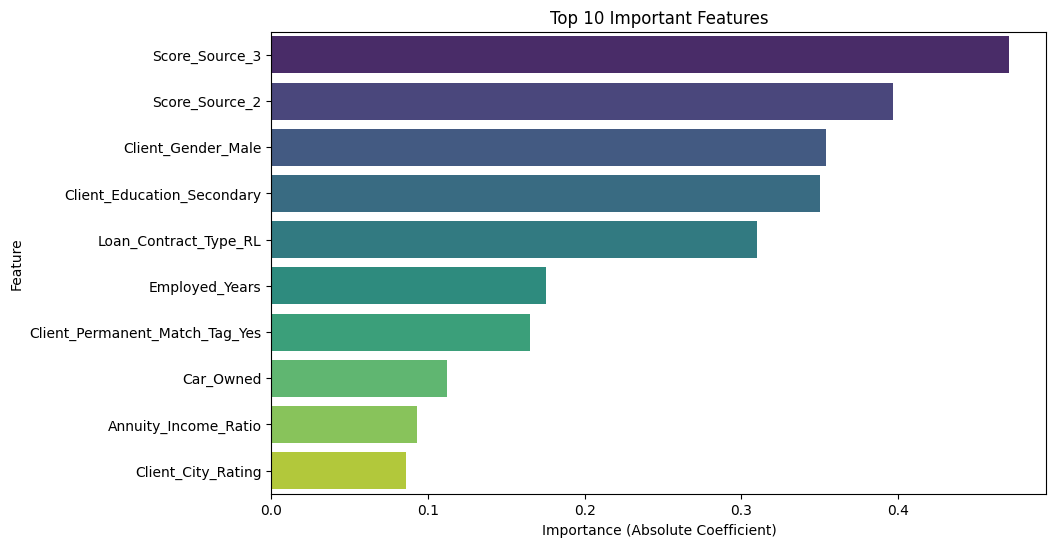 Top 10 Important Features
Score_Source_3
Score_Source_2
Client_Gender_Male
Client_Education_Secondary
Loan_Contract_Type_RL
Employed_Years
Client_Permanent_Match_Tag_Yes
Car_Owned
Annuity_Income_Ratio
Client_City_Rating
Feature
0.0 0.1 0.2 0.3 0.4
Importance (Absolute Coefficient)